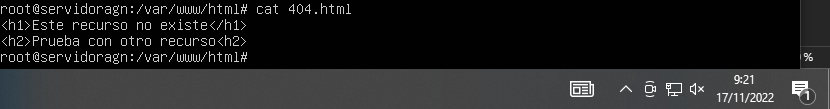 root@servidoragn:/var/www/html# cat 404.html
<h1>Este recurso no existe</h1>
<h2>Prueba con otro recurso<h2>
root@servidoragn:/var/www/html#
%
9:21
17/11/2022
1